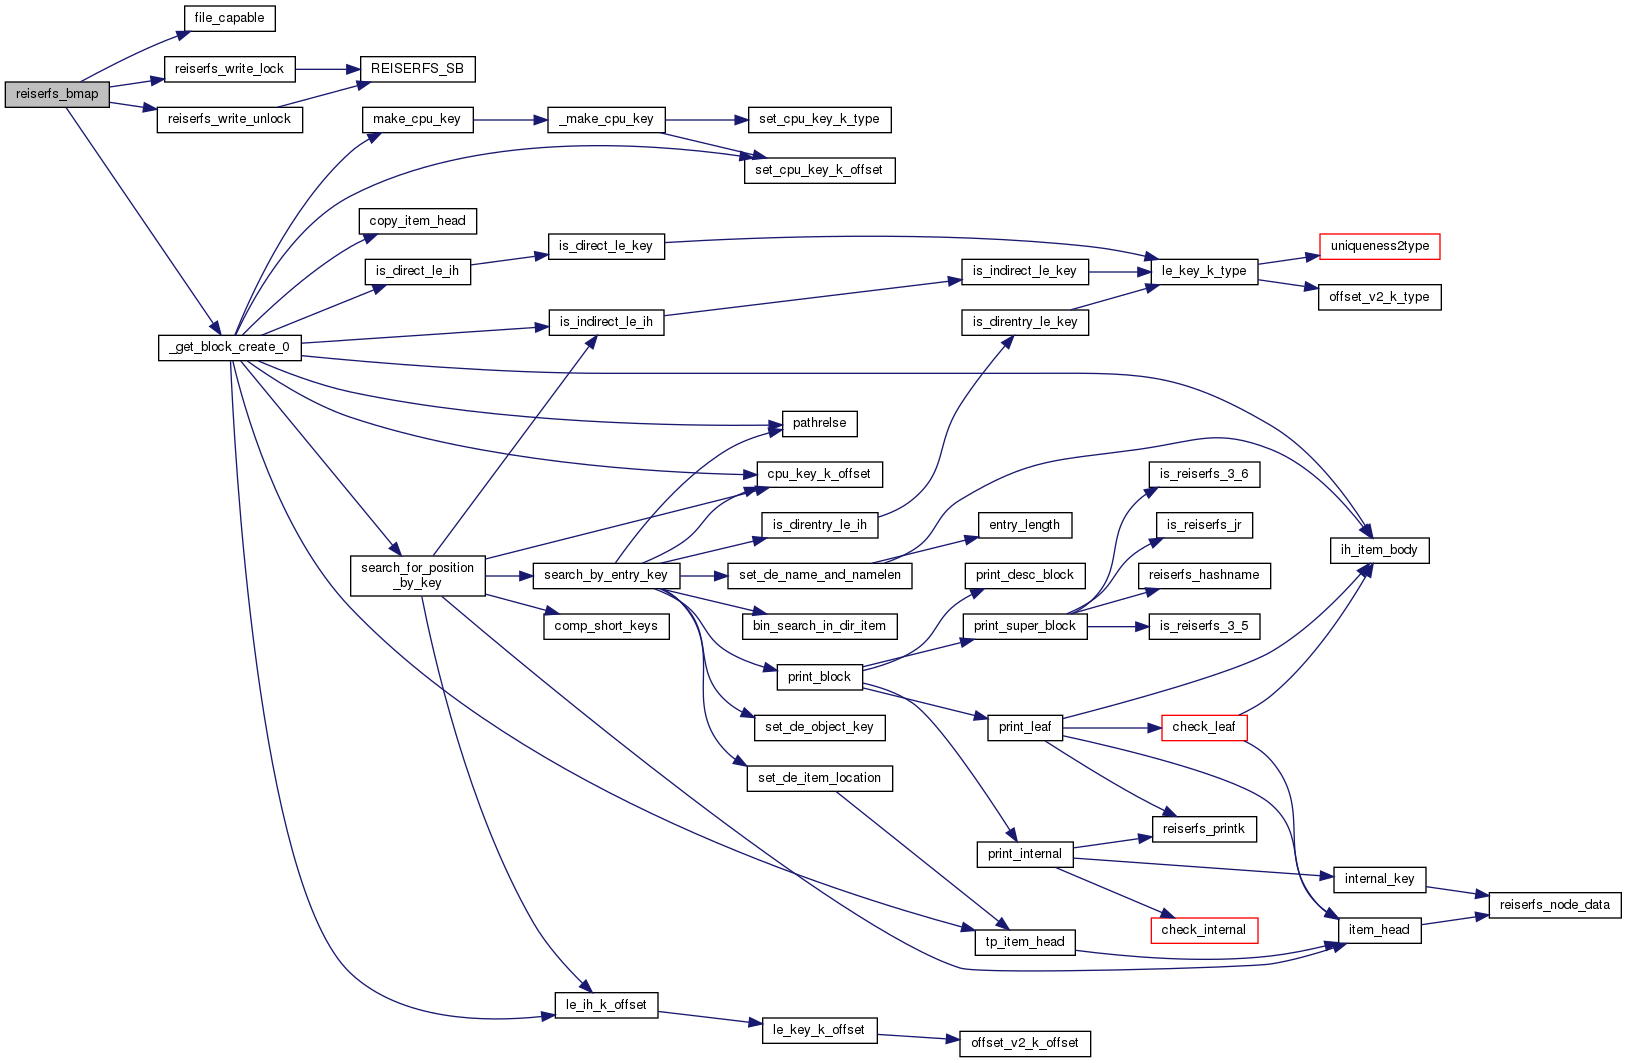 file_capable
reiserfs_write_lock
REISERFS_SB
reiserfs_bmap
reiserfs_write_unlock
make_cpu_key
_make_cpu_key
set_cpu_key_k_type
set_cpu_key_k_offset
copy_item_head
is_direct_le_key
uniqueness2type
is_direct_le_ih
is_indirect_le_key
le_key_k_type
offset_v2_k_type
is_indirect_le_ih
is_direntry_le_key
_get_block_create_0
pathrelse
cpu_key_k_offset
is_reiserfs_3_6
is_direntry_le_ih
entry_length
is_reiserfs_jr
ih_item_body
search_for_position
_by_key
search_by_entry_key
set_de_name_and_namelen
print_desc_block
reiserfs_hashname
comp_short_keys
bin_search_in_dir_item
print_super_block
is_reiserfs_3_5
print_block
set_de_object_key
print_leaf
check_leaf
set_de_item_location
reiserfs_printk
print_internal
internal_key
reiserfs_node_data
check_internal
item_head
tp_item_head
le_ih_k_offset
le_key_k_offset
offset_v2_k_offset